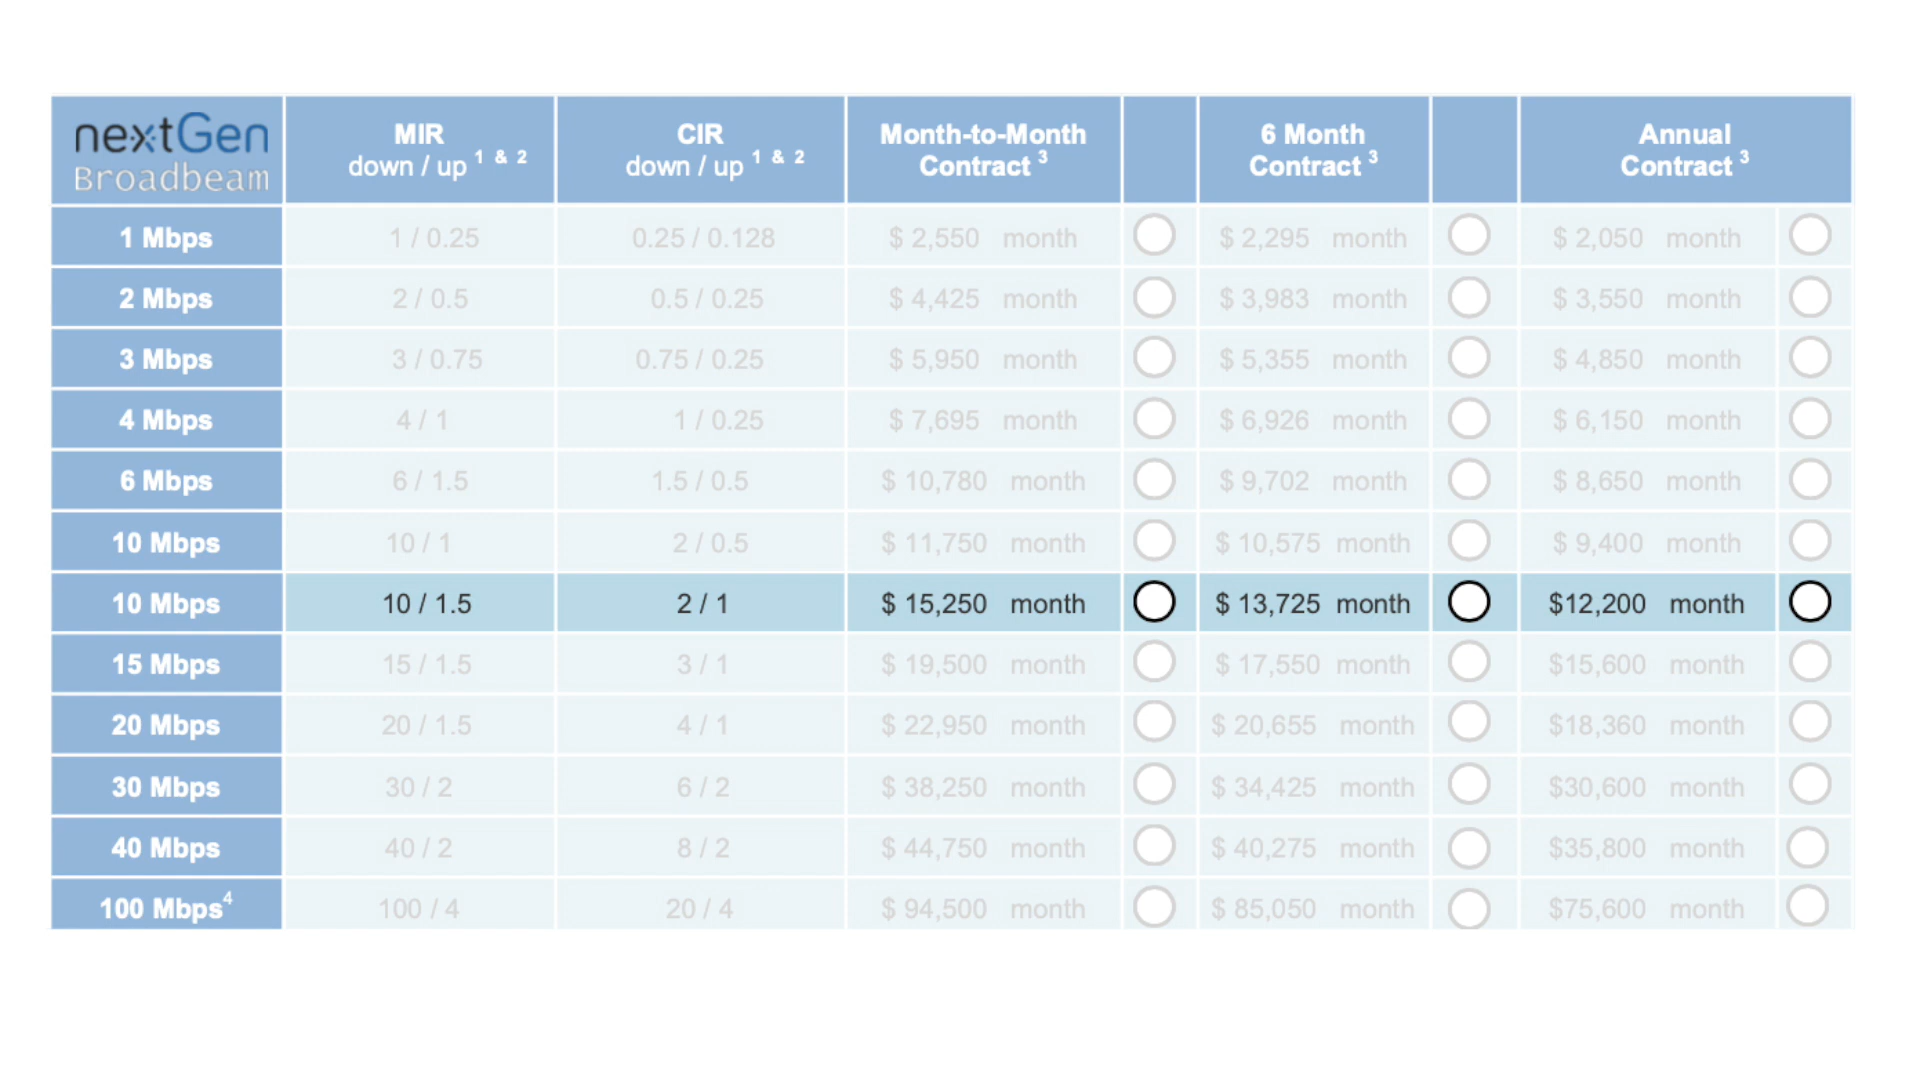 nextGen
Broadbeam
MIR
down / up 1 & 2
CIR
down / up 1 & 2
Month-to-Month
Contract 3
6 Month
Contract 3
Annual
Contract 3
1 Mbps 1 / 0.25 0.25 / 0.128 $ 2,550 month $ 2,295 month $ 2,050 month
2 Mbps 2 / 0.5 0.5 / 0.25 $ 4,425 month $ 3,983 month $ 3,550 month
3 Mbps 3 / 0.75 0.75 / 0.25 $ 5,950 month $ 5,355 month $ 4,850 month
4 Mbps 4 / 1 1 / 0.25 $ 7,695 month $ 6,926 month $ 6,150 month
6 Mbps 6 / 1.5 1.5 / 0.5 $ 10,780 month $ 9,702 month $ 8,650 month
10 Mbps 10 / 1 2 / 0.5 $ 11,750 month $ 10,575 month $ 9,400 month
10 Mbps 10 / 1.5 2 / 1 $ 15,250 month $ 13,725 month $12,200 month
15 Mbps 15 / 1.5 3 / 1 $ 19,500 month $ 17,550 month $15,600 month
20 Mbps 20 / 1.5 4 / 1 $ 22,950 month $ 20,655 month $18,360 month
30 Mbps 30 / 2 6 / 2 $ 38,250 month $ 34,425 month $30,600 month
40 Mbps 40 / 2 8 / 2 $ 44,750 month $ 40,275 month $35,800 month
100 Mbps4 100 / 4 20 / 4 $ 94,500 month $ 85,050 month $75,600 month